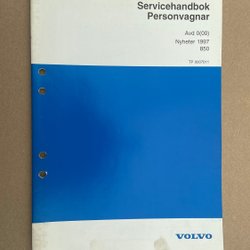 Servicehandbok
Personvagnar
Avd 0(00)
Nyheter 1997
850
VOLVO